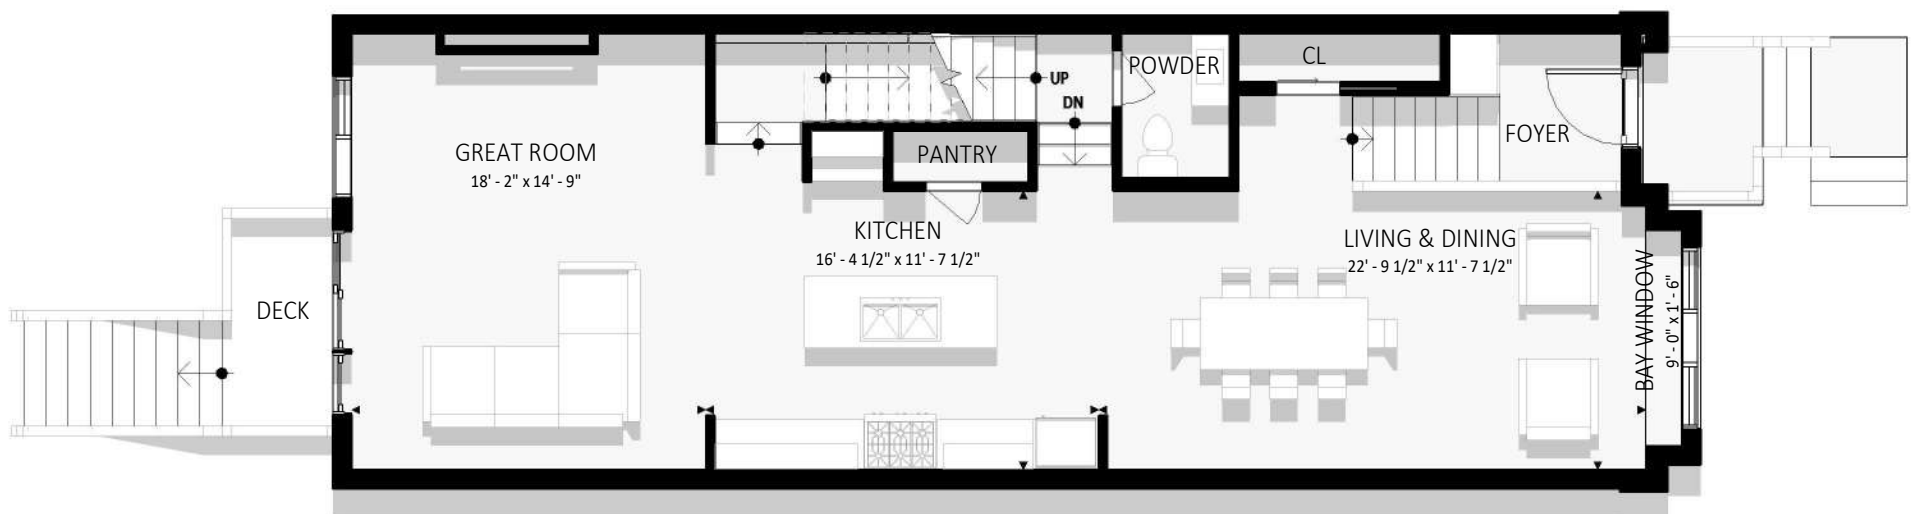 GREAT ROOM
18' - 2" x 14' - 9"
DECK
UP
DN
POWDER
PANTRY
KITCHEN
16' - 4 1/2" x 11' - 7 1/2"
CL
FOYER
LIVING & DINING
22' - 9 1/2" x 11' - 7 1/2"
BAY WINDOW
9' - 0" x 1' - 6"